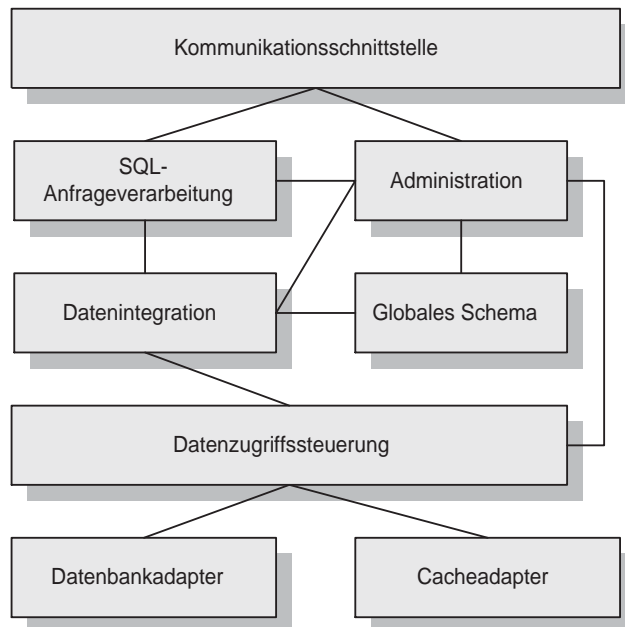 Kommunikationsschnittstelle
SQL-
Anfrageverarbeitung
Administration
Datenintegration
Globales Schema
Datenzugriffssteuerung
Datenbankadapter
Cacheadapter